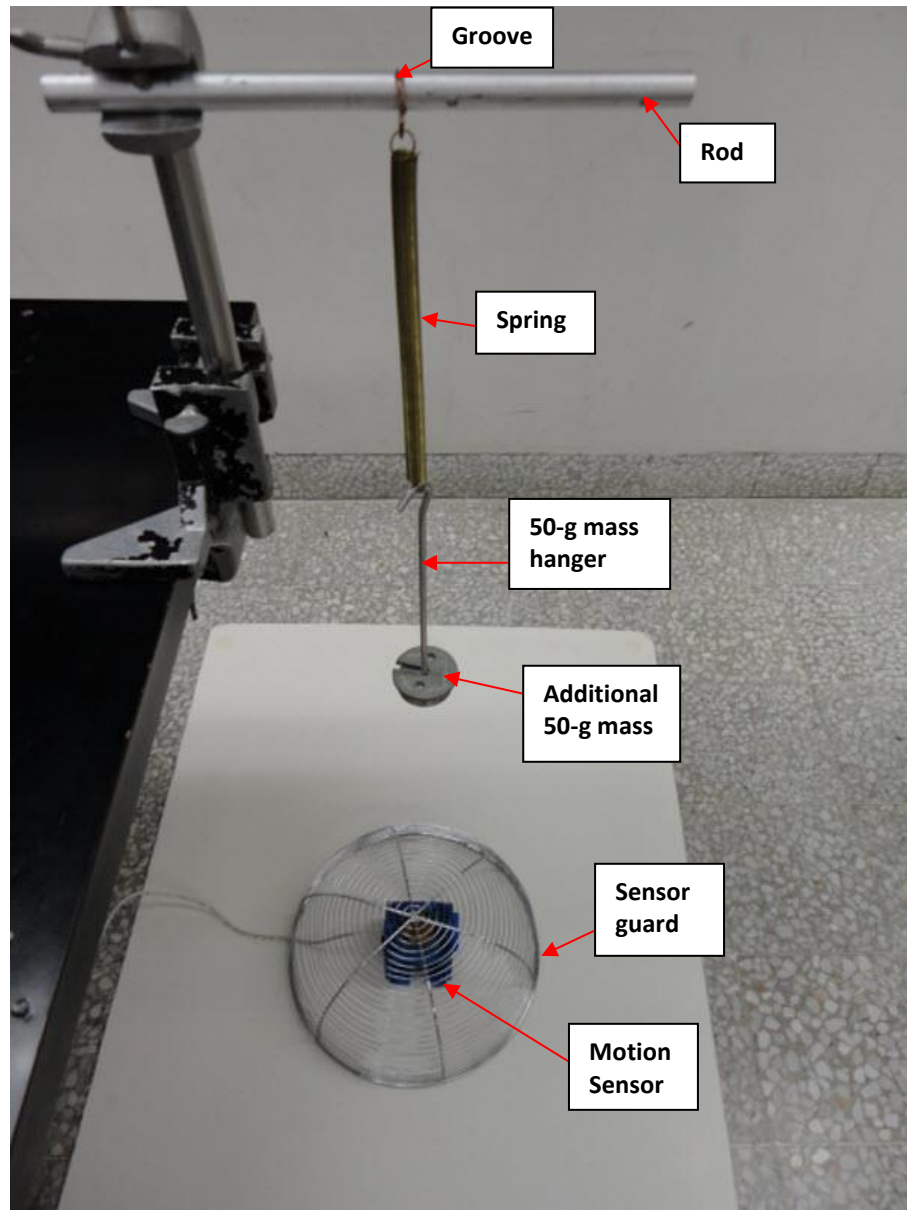 Groove
Rod
Spring
50-g mass
hanger
Additional
50-g mass
Sensor
guard
Motion
Sensor